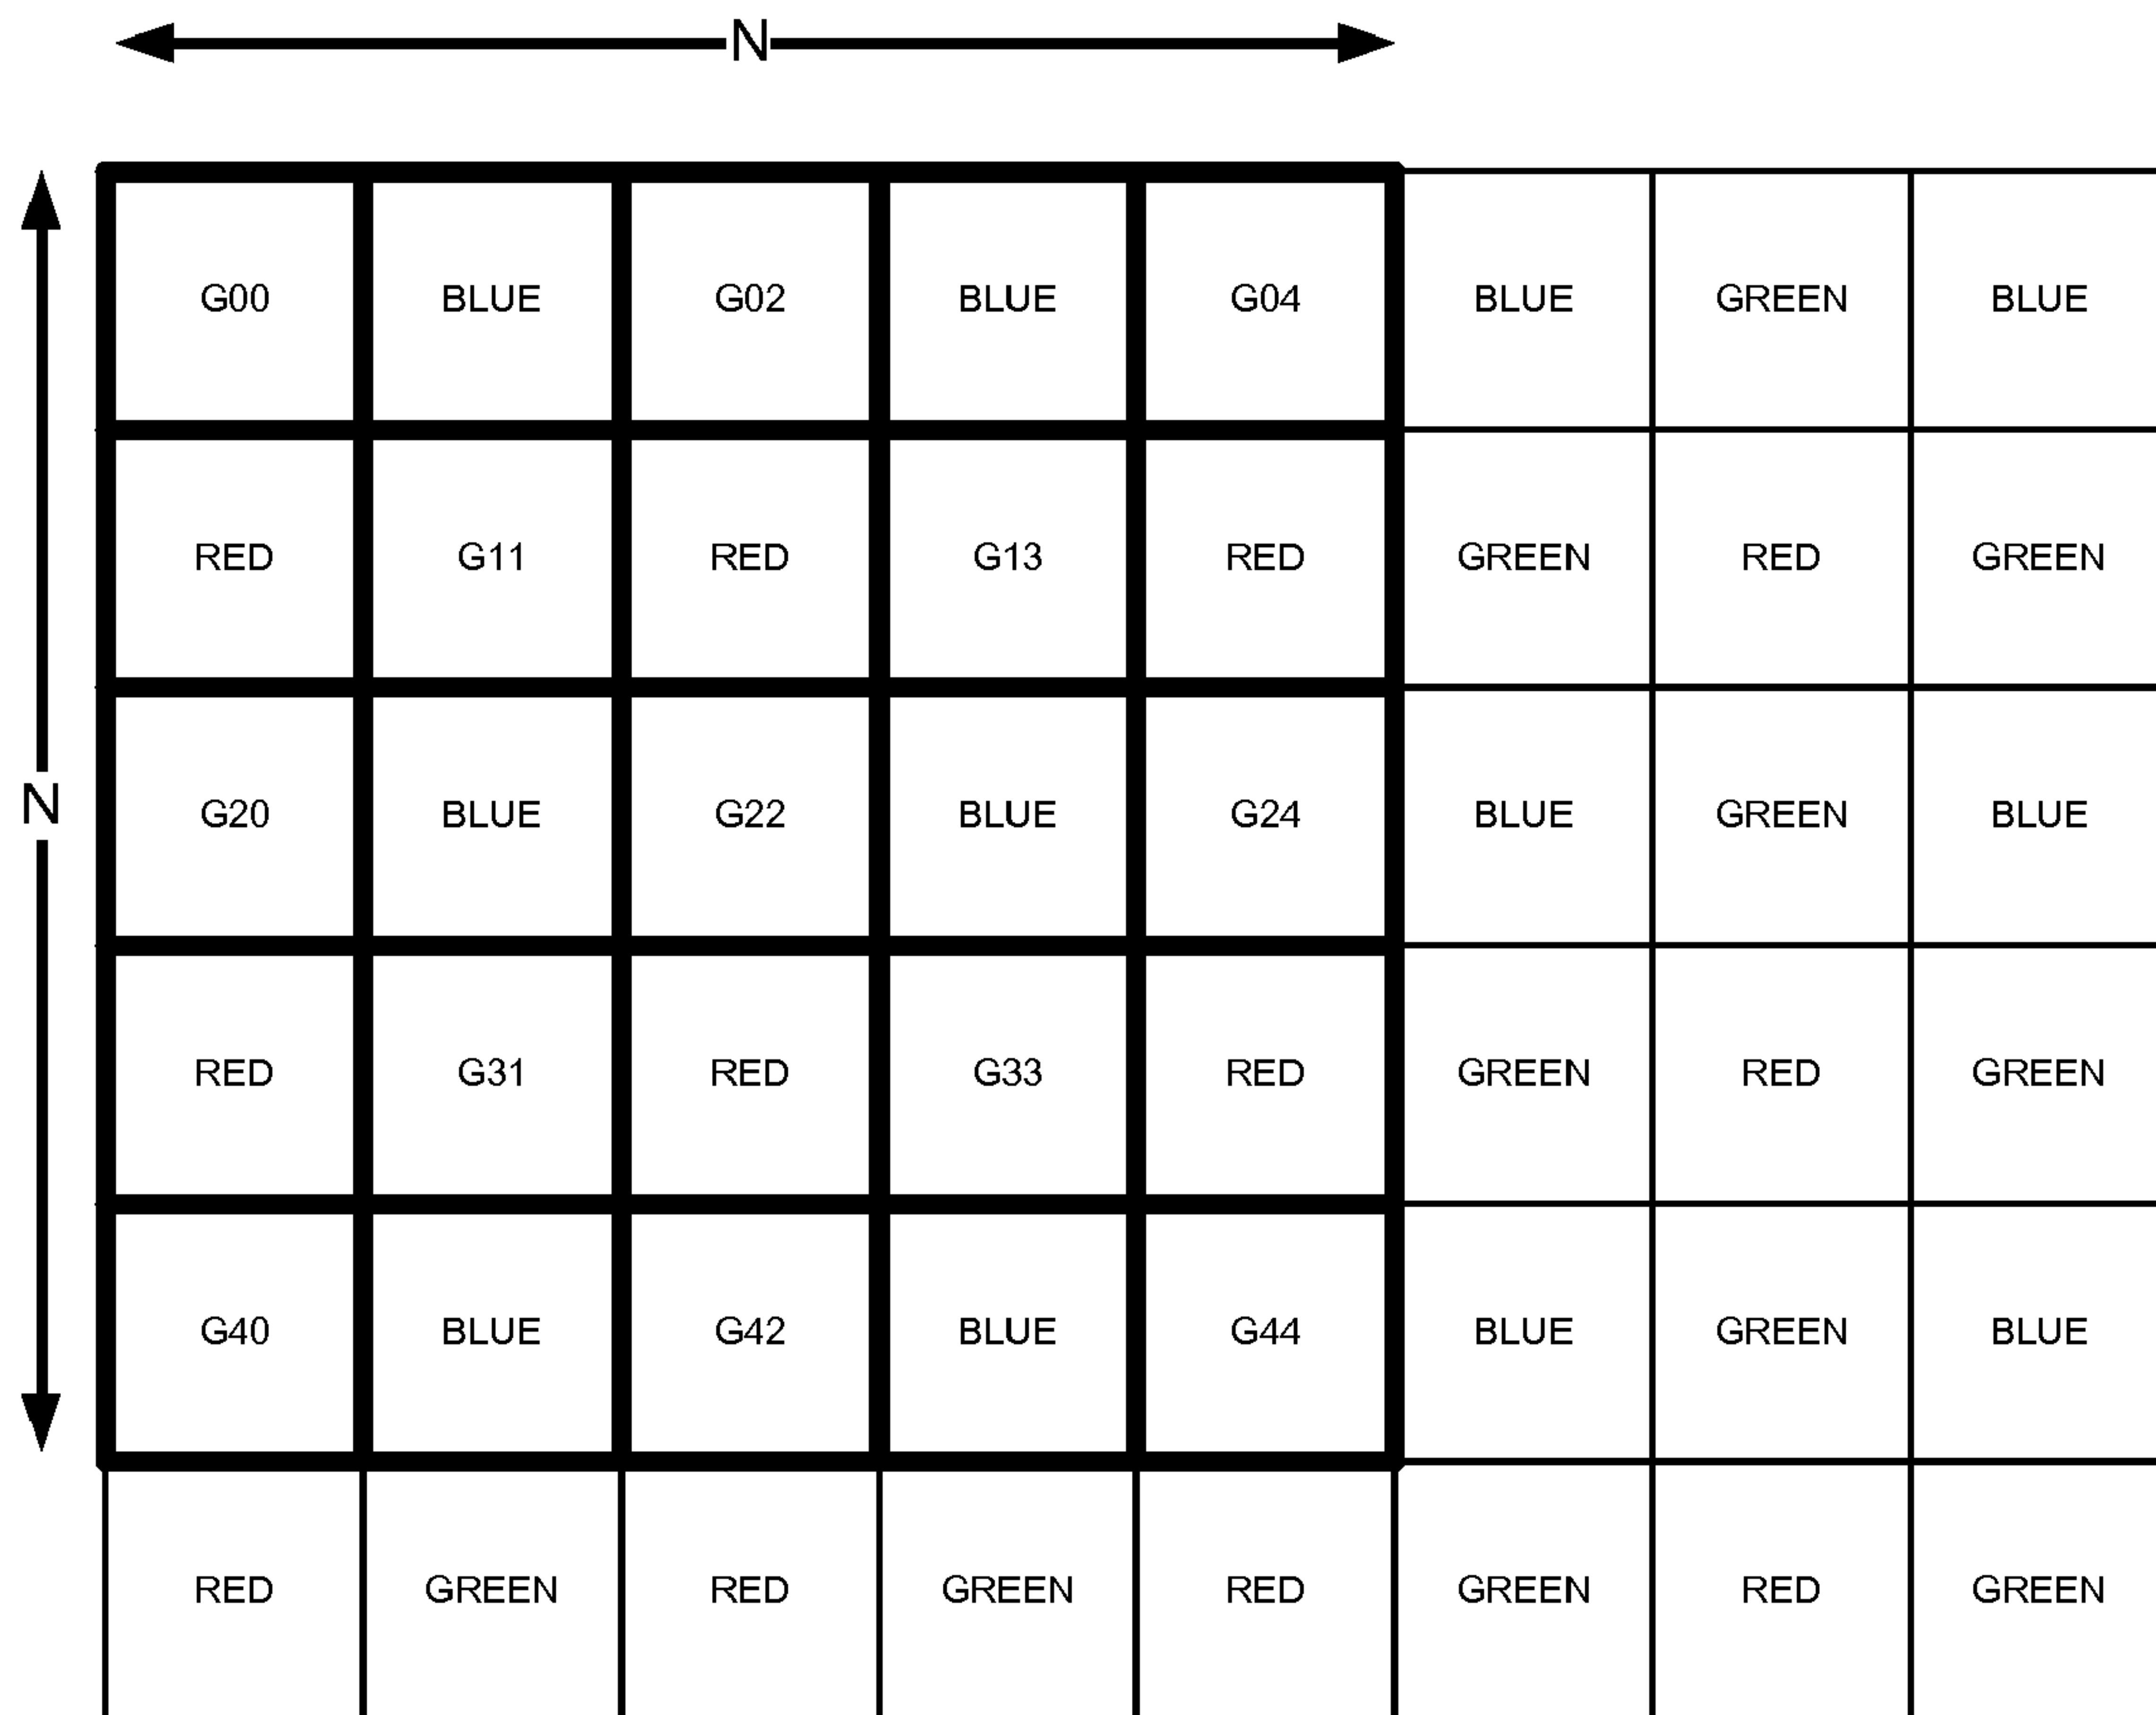 N
G00 BLUE G02 BLUE G04 BLUE GREEN BLUE
RED G11 RED G13 RED GREEN RED GREEN
N
G20 BLUE G22 BLUE G24 BLUE GREEN BLUE
RED G31 RED G33 RED GREEN RED GREEN
G40 BLUE G42 BLUE G44 BLUE GREEN BLUE
RED GREEN RED GREEN RED GREEN RED GREEN